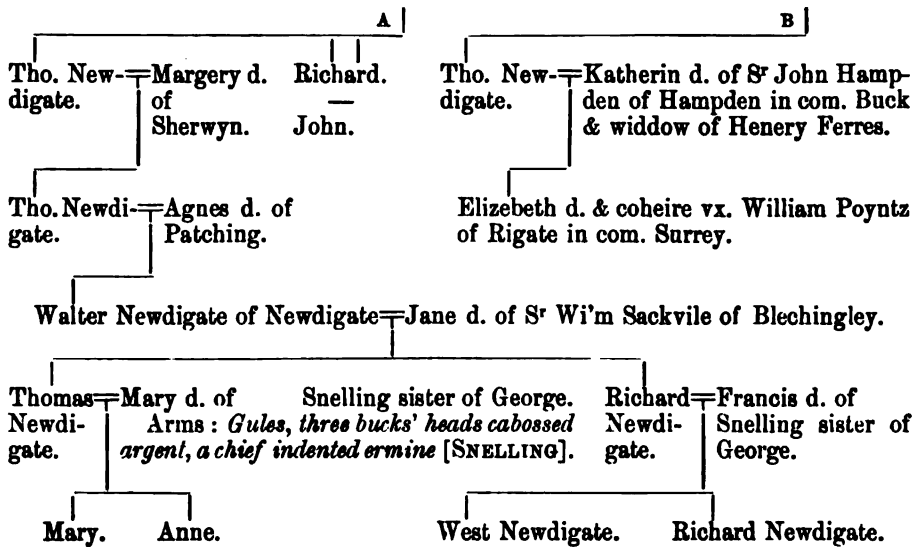 A B
Tho. New- Margery d. Richard. Tho. New- Katherin d. of Sr John Hamp-
digate. of — digate. den of Hampden in com. Buck
Sherwyn. John. & widdow of Henery Ferres.
Tho. Newdi- Agnes d. of Elizebeth d. & coheire vx. William Poyntz
gate. Patching. of Rigate in com. Surrey.
Walter Newdigate of Newdigate Jane d. of Sr Wi'm Sackvile of Blechingley.
Thomas Mary d. of Snelling sister of George. Richard Francis d. of
Newdi- Arms : Gules, three bucks' heads cabossed Newdi- Snelling sister of
gate. argent, a chief indented ermine [SNELLING]. gate. George.
Mary. Anne. West Newdigate. Richard Newdigate.